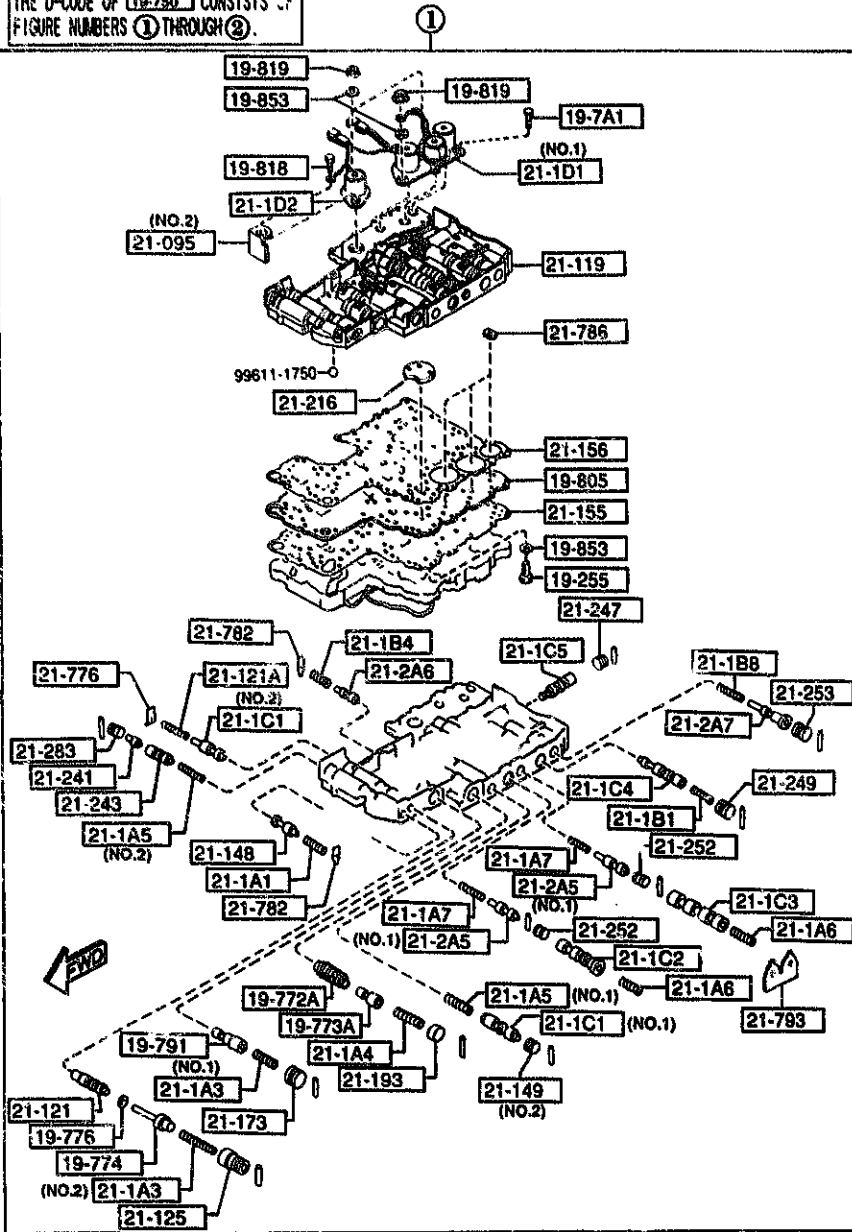 THE D-CODE OF 19-790 CONSISTS OF
FIGURE NUMBERS ① THROUGH ②.
①
19-819
19-853
19-819
19-7A1
19-818
(NO.1)
21-1D1
21-1D2
(NO.2)
21-095
21-119
21-786
99611-1750
21-216
21-156
19-805
21-155
19-853
19-255
21-247
21-782
21-1B4
21-1C5
21-2A6
21-1B8
21-776
21-121A
(NO.2)
21-1C1
21-253
21-2A7
21-283
21-241
21-243
21-1C4
21-249
21-1B1
21-1A5
(NO.2)
21-148
21-1A7
21-252
21-1A1
21-2A5
(NO.1)
21-1C3
21-782
21-1A7
(NO.1) 21-2A5
21-252
21-1A6
21-1C2
FWD
19-772A
21-1A5 (NO.1)
21-1A6
19-773A
21-1C1 (NO.1)
21-793
19-791
(NO.1)
21-1A4
21-1A3
21-193
21-149
(NO.2)
21-121
21-173
19-776
19-774
(NO.2) 21-1A3
21-125